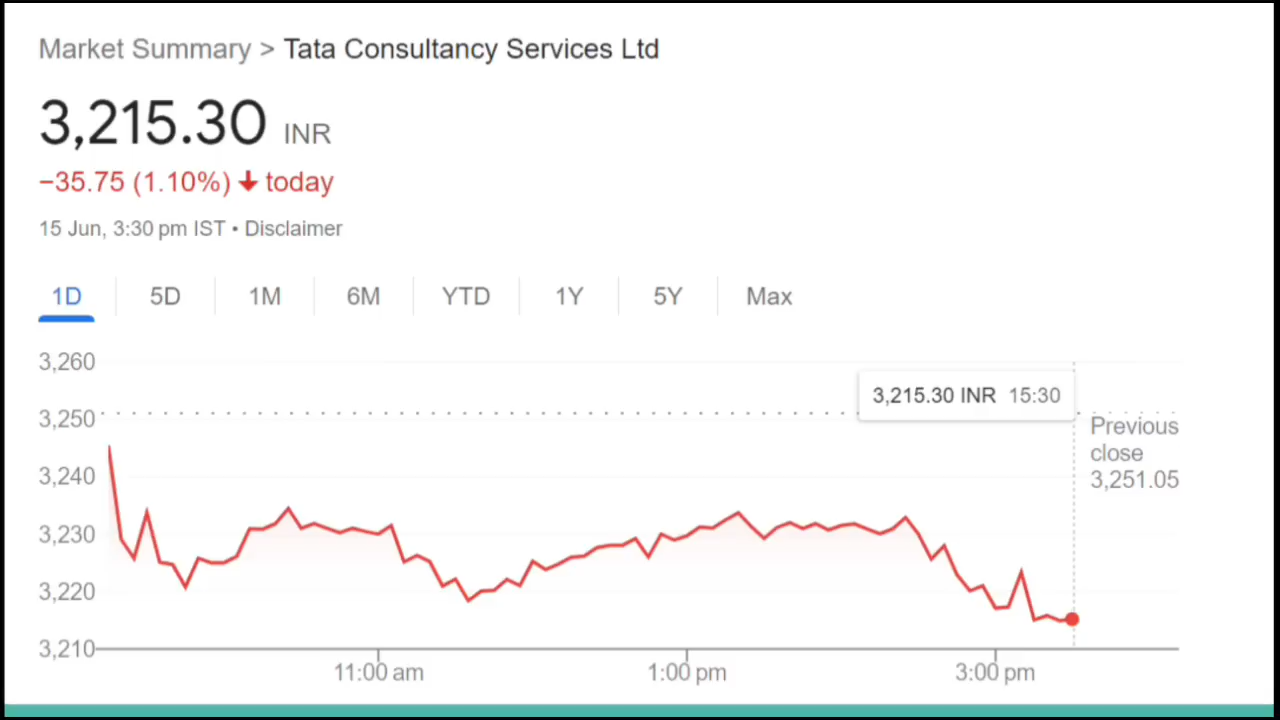 Market Summary > Tata Consultancy Services Ltd
3,215.30 INR
−35.75 (1.10%) ↓ today
15 Jun, 3:30 pm IST • Disclaimer
1D 5D 1M 6M YTD 1Y 5Y Max
3,260
3,215.30 INR 15:30
3,250
Previous
close
3,251.05
3,240
3,230
3,220
3,210
11:00 am 1:00 pm 3:00 pm